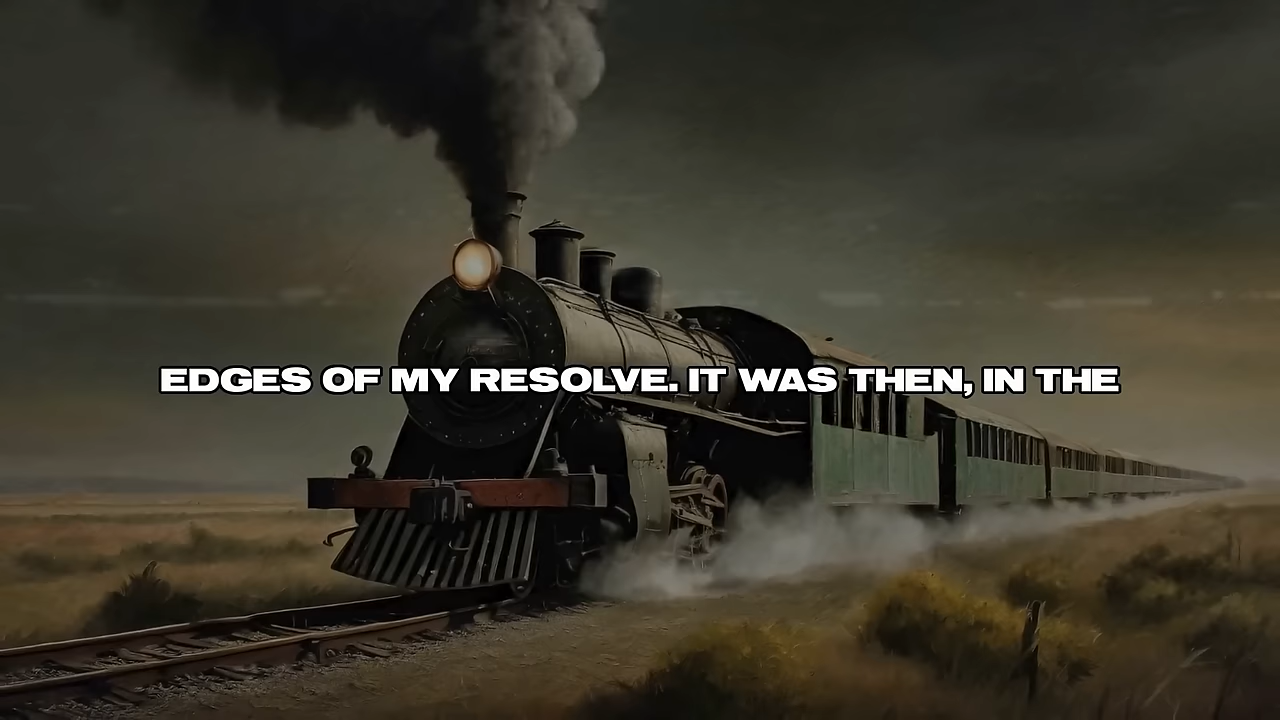 EDGES OF MY RESOLVE. IT WAS THEN, IN THE